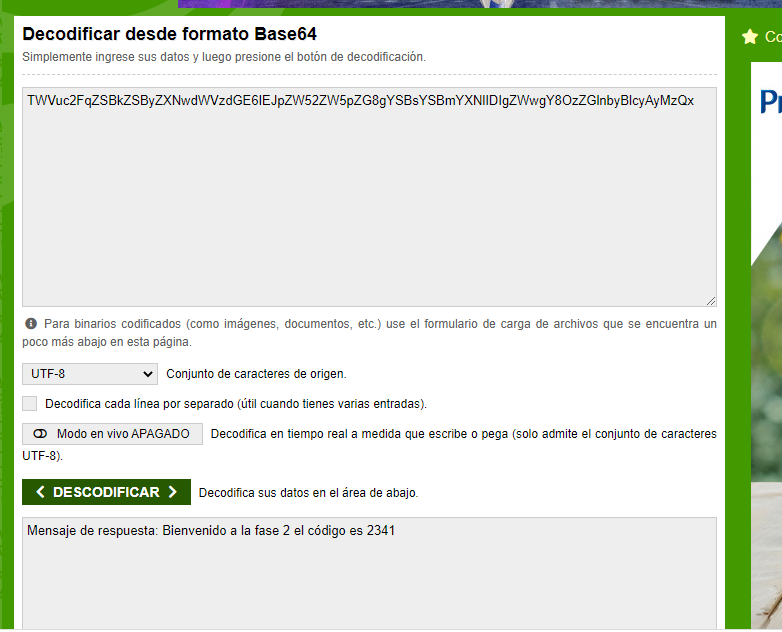 Decodificar desde formato Base64
Co
Simplemente ingrese sus datos y luego presione el botón de decodificación.
TWVuc2FqZSBkZSByZXNwdWVzdGE6IEJpZW52ZW5pZG8gYSBsYSBmYXNlIDIgZWwgY8OzZGlnbyBlcyAyMzQx
Pr
Para binarios codificados (como imágenes, documentos, etc.) use el formulario de carga de archivos que se encuentra un
poco más abajo en esta página.
UTF-8 Conjunto de caracteres de origen.
Decodifica cada línea por separado (útil cuando tienes varias entradas).
Modo en vivo APAGADO Decodifica en tiempo real a medida que escribe o pega (solo admite el conjunto de caracteres
UTF-8).
DESCODIFICAR Decodifica sus datos en el área de abajo.
Mensaje de respuesta: Bienvenido a la fase 2 el código es 2341